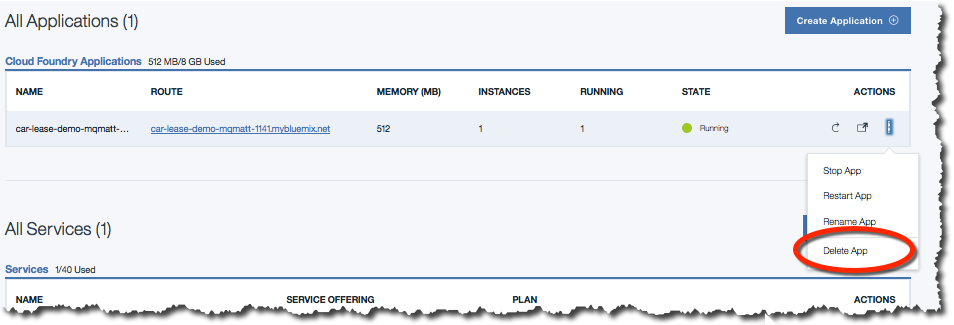 All Applications (1)
Create Application
Cloud Foundry Applications 512 MB/8 GB Used
NAME ROUTE MEMORY (MB) INSTANCES RUNNING STATE ACTIONS
car-lease-demo-mqmatt-... car-lease-demo-mqmatt-1141.mybluemix.net 512 1 1 Running
Stop App
Restart App
Rename App
Delete App
All Services (1)
Services 1/40 Used
NAME SERVICE OFFERING PLAN ACTIONS